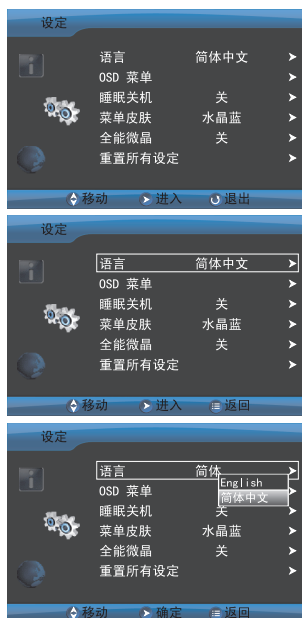 设定
语言 简体中文
OSD 菜单
睡眠关机 关
菜单皮肤 水晶蓝
全能微晶 关
重置所有设定
移动 进入 退出
设定
语言 简体中文
OSD 菜单
睡眠关机 关
菜单皮肤 水晶蓝
全能微晶 关
重置所有设定
移动 进入 返回
设定
语言 简体
English
OSD 菜单
简体中文
睡眠关机 关
菜单皮肤 水晶蓝
全能微晶 关
重置所有设定
移动 确定 返回